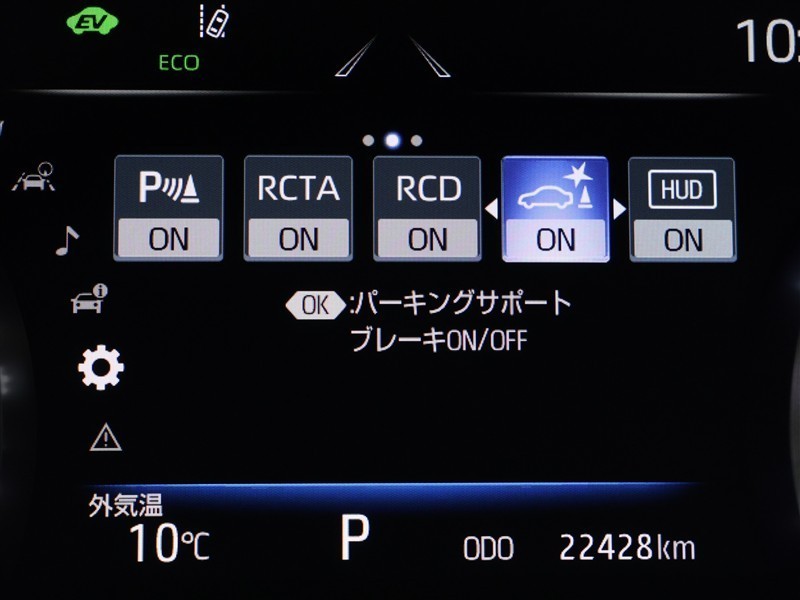 EV
ECO
10:
P RCTA RCD HUD
ON ON ON ON ON
OK :パーキングサポート
ブレーキON/OFF
外気温
10℃ P ODO 22428km